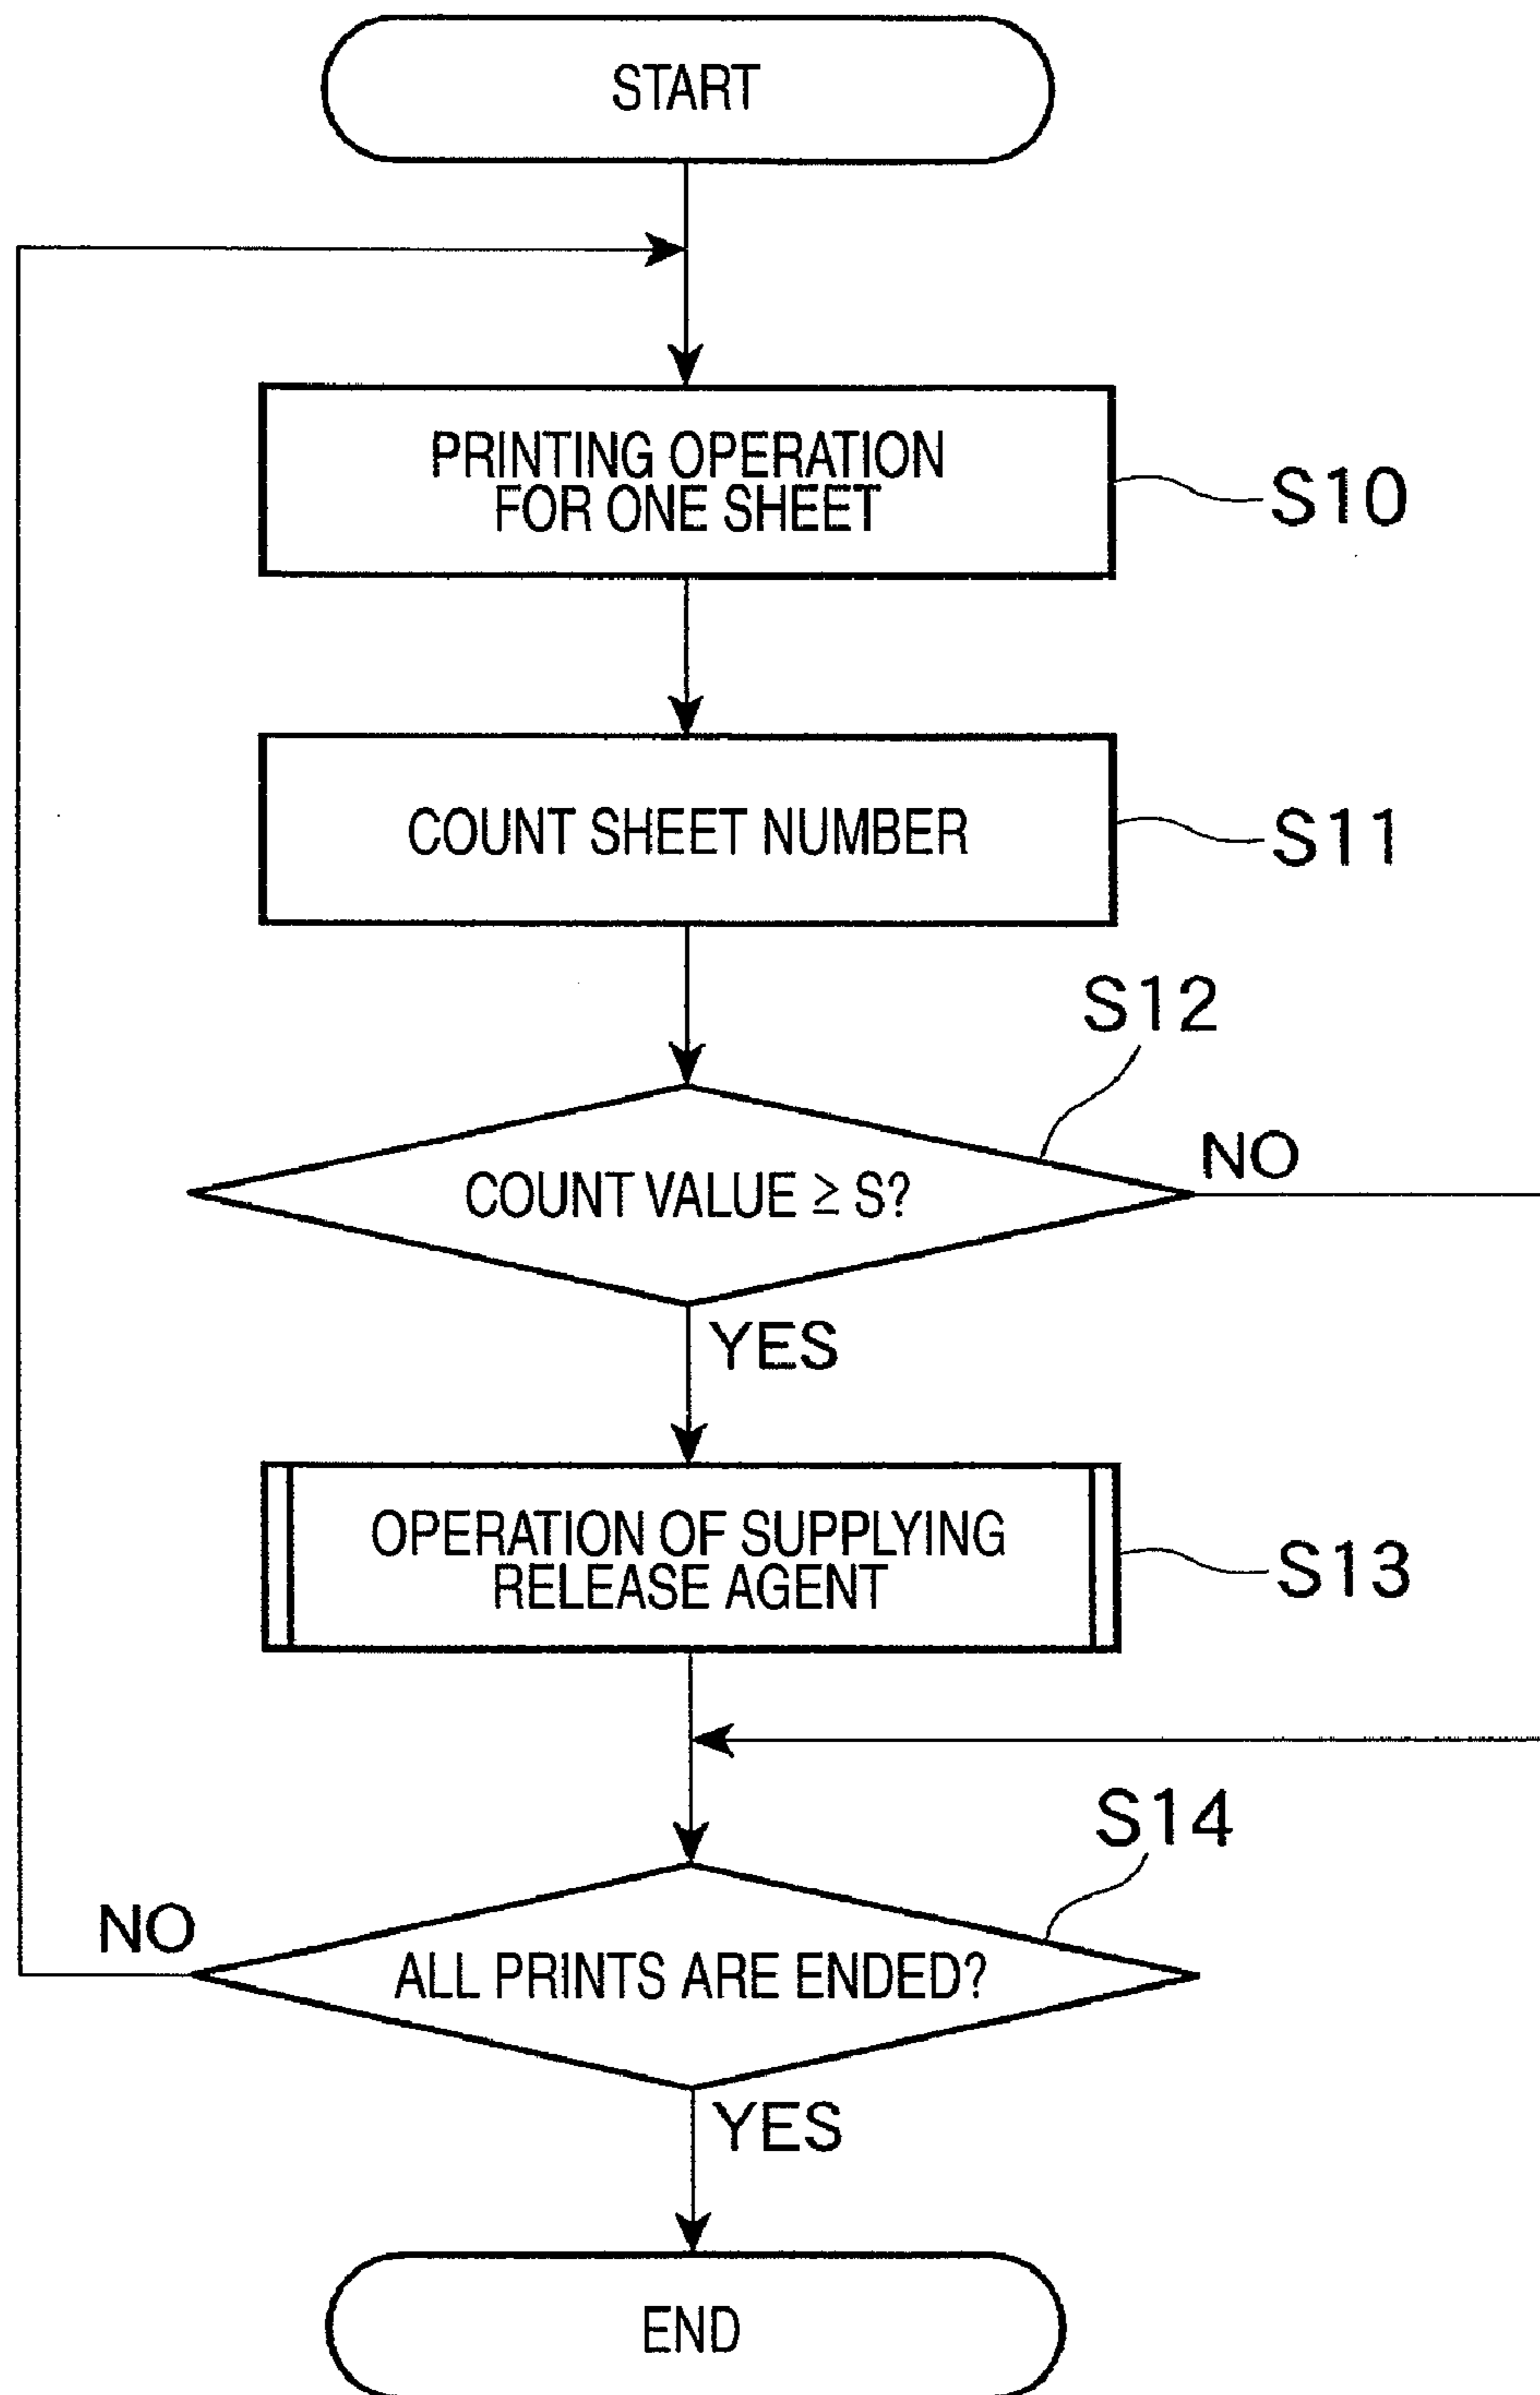 START
PRINTING OPERATION
FOR ONE SHEET
S10
COUNT SHEET NUMBER
S11
S12
COUNT VALUE ≥ S?
NO
YES
OPERATION OF SUPPLYING
RELEASE AGENT
S13
S14
NO
ALL PRINTS ARE ENDED?
YES
END